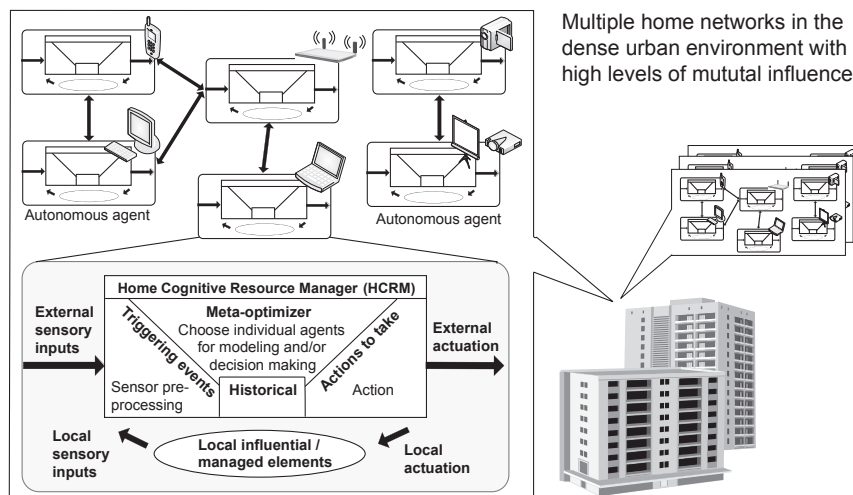 Multiple home networks in the
dense urban environment with
high levels of mututal influence
Autonomous agent
Autonomous agent
Home Cognitive Resource Manager (HCRM)
External
sensory
inputs
Triggering events
Meta-optimizer
Choose individual agents
for modeling and/or
decision making
Actions to take
External
actuation
Sensor pre-
processing
Historical
Action
Local
sensory
inputs
Local influential /
managed elements
Local
actuation